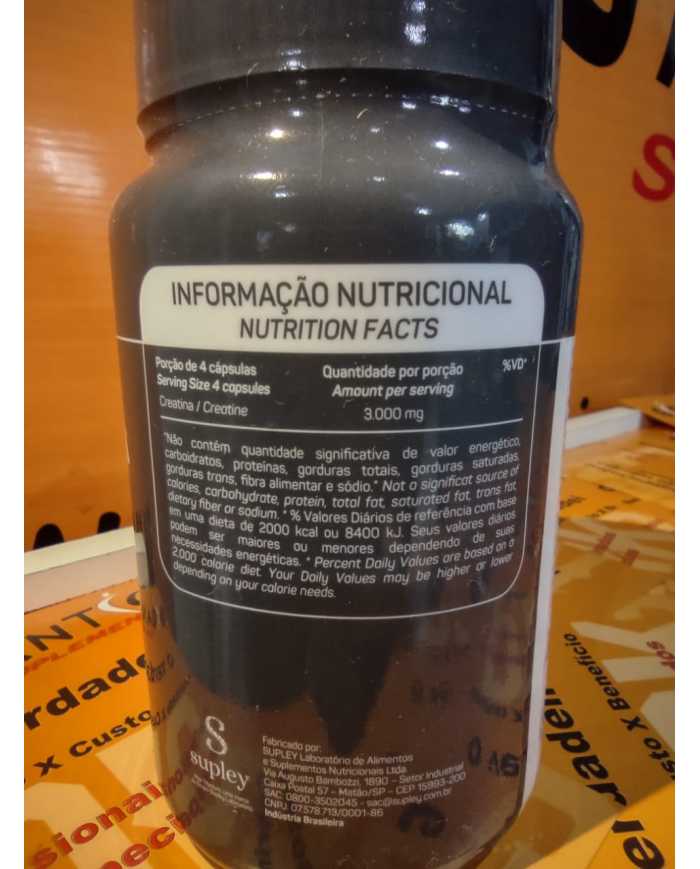 INFORMAÇÃO NUTRICIONAL
NUTRITION FACTS
Porção de 4 cápsulas
Serving Size 4 capsules
Quantidade por porção
Amount per serving
%VD*
Creatina / Creatine
3.000 mg
*Não contém quantidade significativa de valor energético,
carboidratos, proteínas, gorduras totais, gorduras saturadas,
gorduras trans, fibra alimentar e sódio.* Not a significat source of
calories, carbohydrate, protein, total fat, saturated fat, trans fat,
dietary fiber or sodium. * % Valores Diários de referência com base
em uma dieta de 2000 kcal ou 8400 kJ. Seus valores diários
podem ser maiores ou menores dependendo de suas
necessidades energéticas. * Percent Daily Values are based on a
2.000 calorie diet. Your Daily Values may be higher or lower
depending on your calorie needs.
supley
Fabricado por:
SUPLEY Laboratório de Alimentos
e Suplementos Nutricionais Ltda
Via Augusto Bambozzi, 1890 - Setor Industrial
Caixa Postal 57 - Matão/SP - CEP 15993-200
SAC: 0800-3502045 - sac@supley.com.br
CNPJ: 07.578.713/0001-86
Indústria Brasileira
X Custo
sto X Benefício
el Jadel